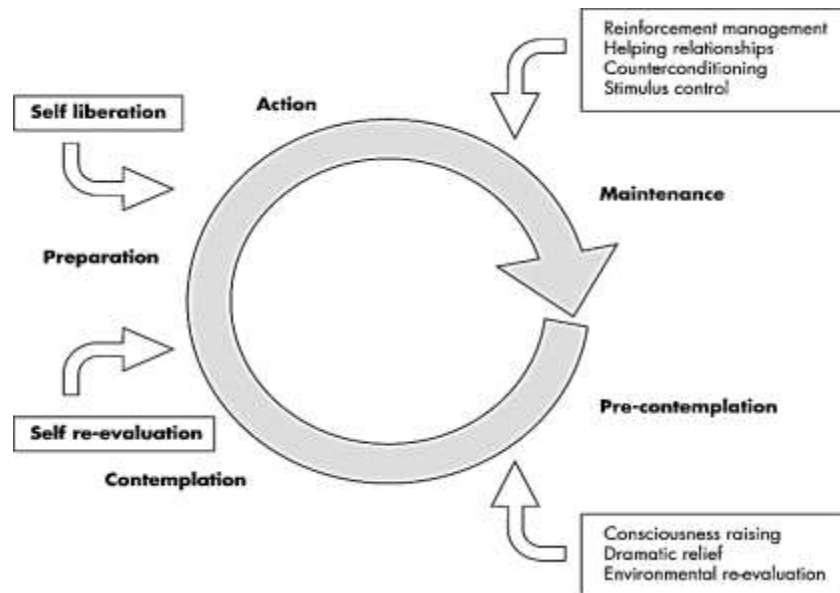 Reinforcement management
Helping relationships
Counterconditioning
Stimulus control
Action
Self liberation
Maintenance
Preparation
Pre-contemplation
Self re-evaluation
Contemplation
Consciousness raising
Dramatic relief
Environmental re-evaluation